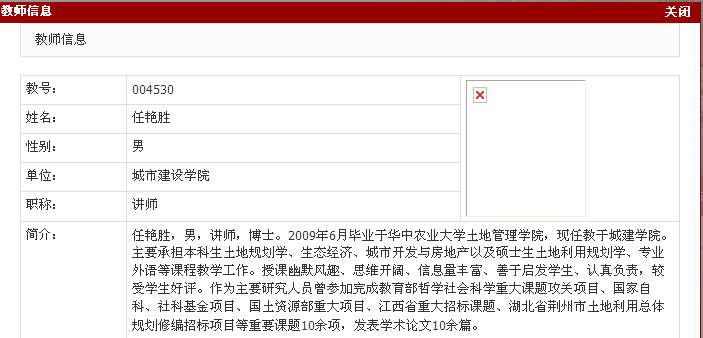 教师信息 关闭
教师信息
教号： 004530
姓名： 任艳胜
性别： 男
单位： 城市建设学院
职称： 讲师
简介： 任艳胜，男，讲师，博士。2009年6月毕业于华中农业大学土地管理学院，现任教于城建学院。
主要承担本科生土地规划学、生态经济、城市开发与房地产以及硕士生土地利用规划学、专业
外语等课程教学工作。授课幽默风趣、思维开阔、信息量丰富、善于启发学生、认真负责，较
受学生好评。作为主要研究人员曾参加完成教育部哲学社会科学重大课题攻关项目、国家自
科、社科基金项目、国土资源部重大项目、江西省重大招标课题、湖北省荆州市土地利用总体
规划修编招标项目等重要课题10余项，发表学术论文10余篇。